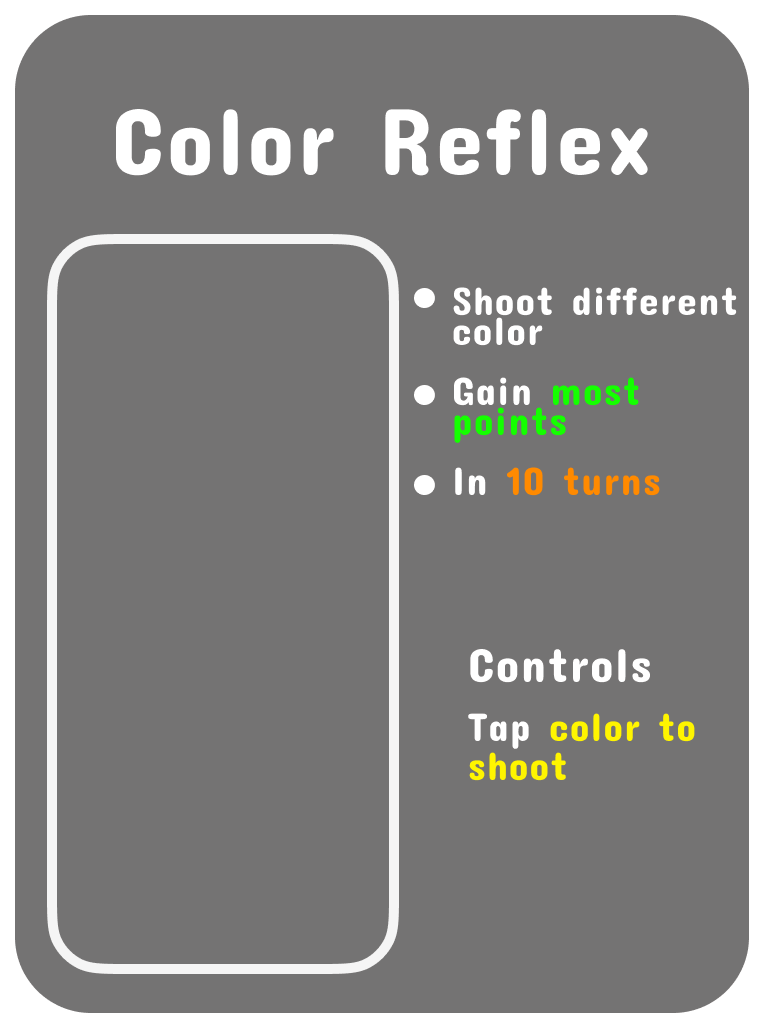 Color Reflex
Shoot different
color
Gain most
points
In 10 turns
Controls
Tap color to
shoot